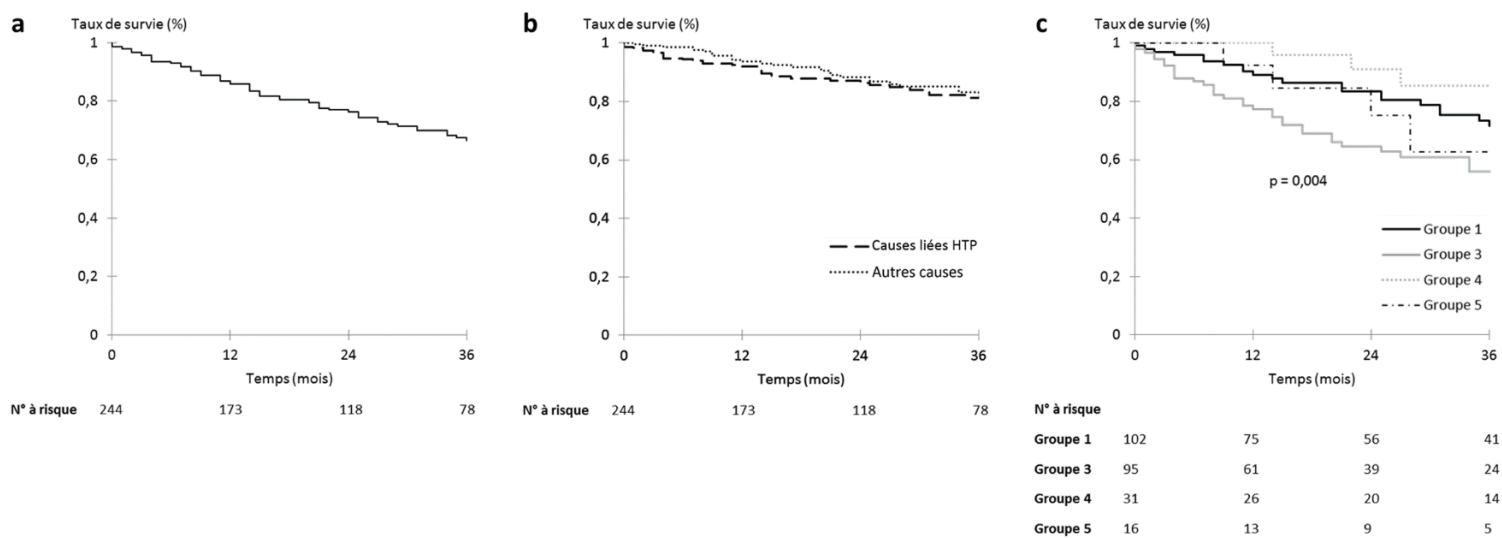 a
Taux de survie (%)
1
0,8
0,6
0,4
0,2
0
0 12 24 36
Temps (mois)
N° à risque 244 173 118 78
b
Taux de survie (%)
1
0,8
0,6
0,4
0,2
0
Causes liées HTP
Autres causes
0 12 24 36
Temps (mois)
N° à risque 244 173 118 78
c
Taux de survie (%)
1
0,8
0,6
0,4
0,2
0
p = 0,004
Groupe 1
Groupe 3
Groupe 4
Groupe 5
0 12 24 36
Temps (mois)
N° à risque
Groupe 1 102 75 56 41
Groupe 3 95 61 39 24
Groupe 4 31 26 20 14
Groupe 5 16 13 9 5